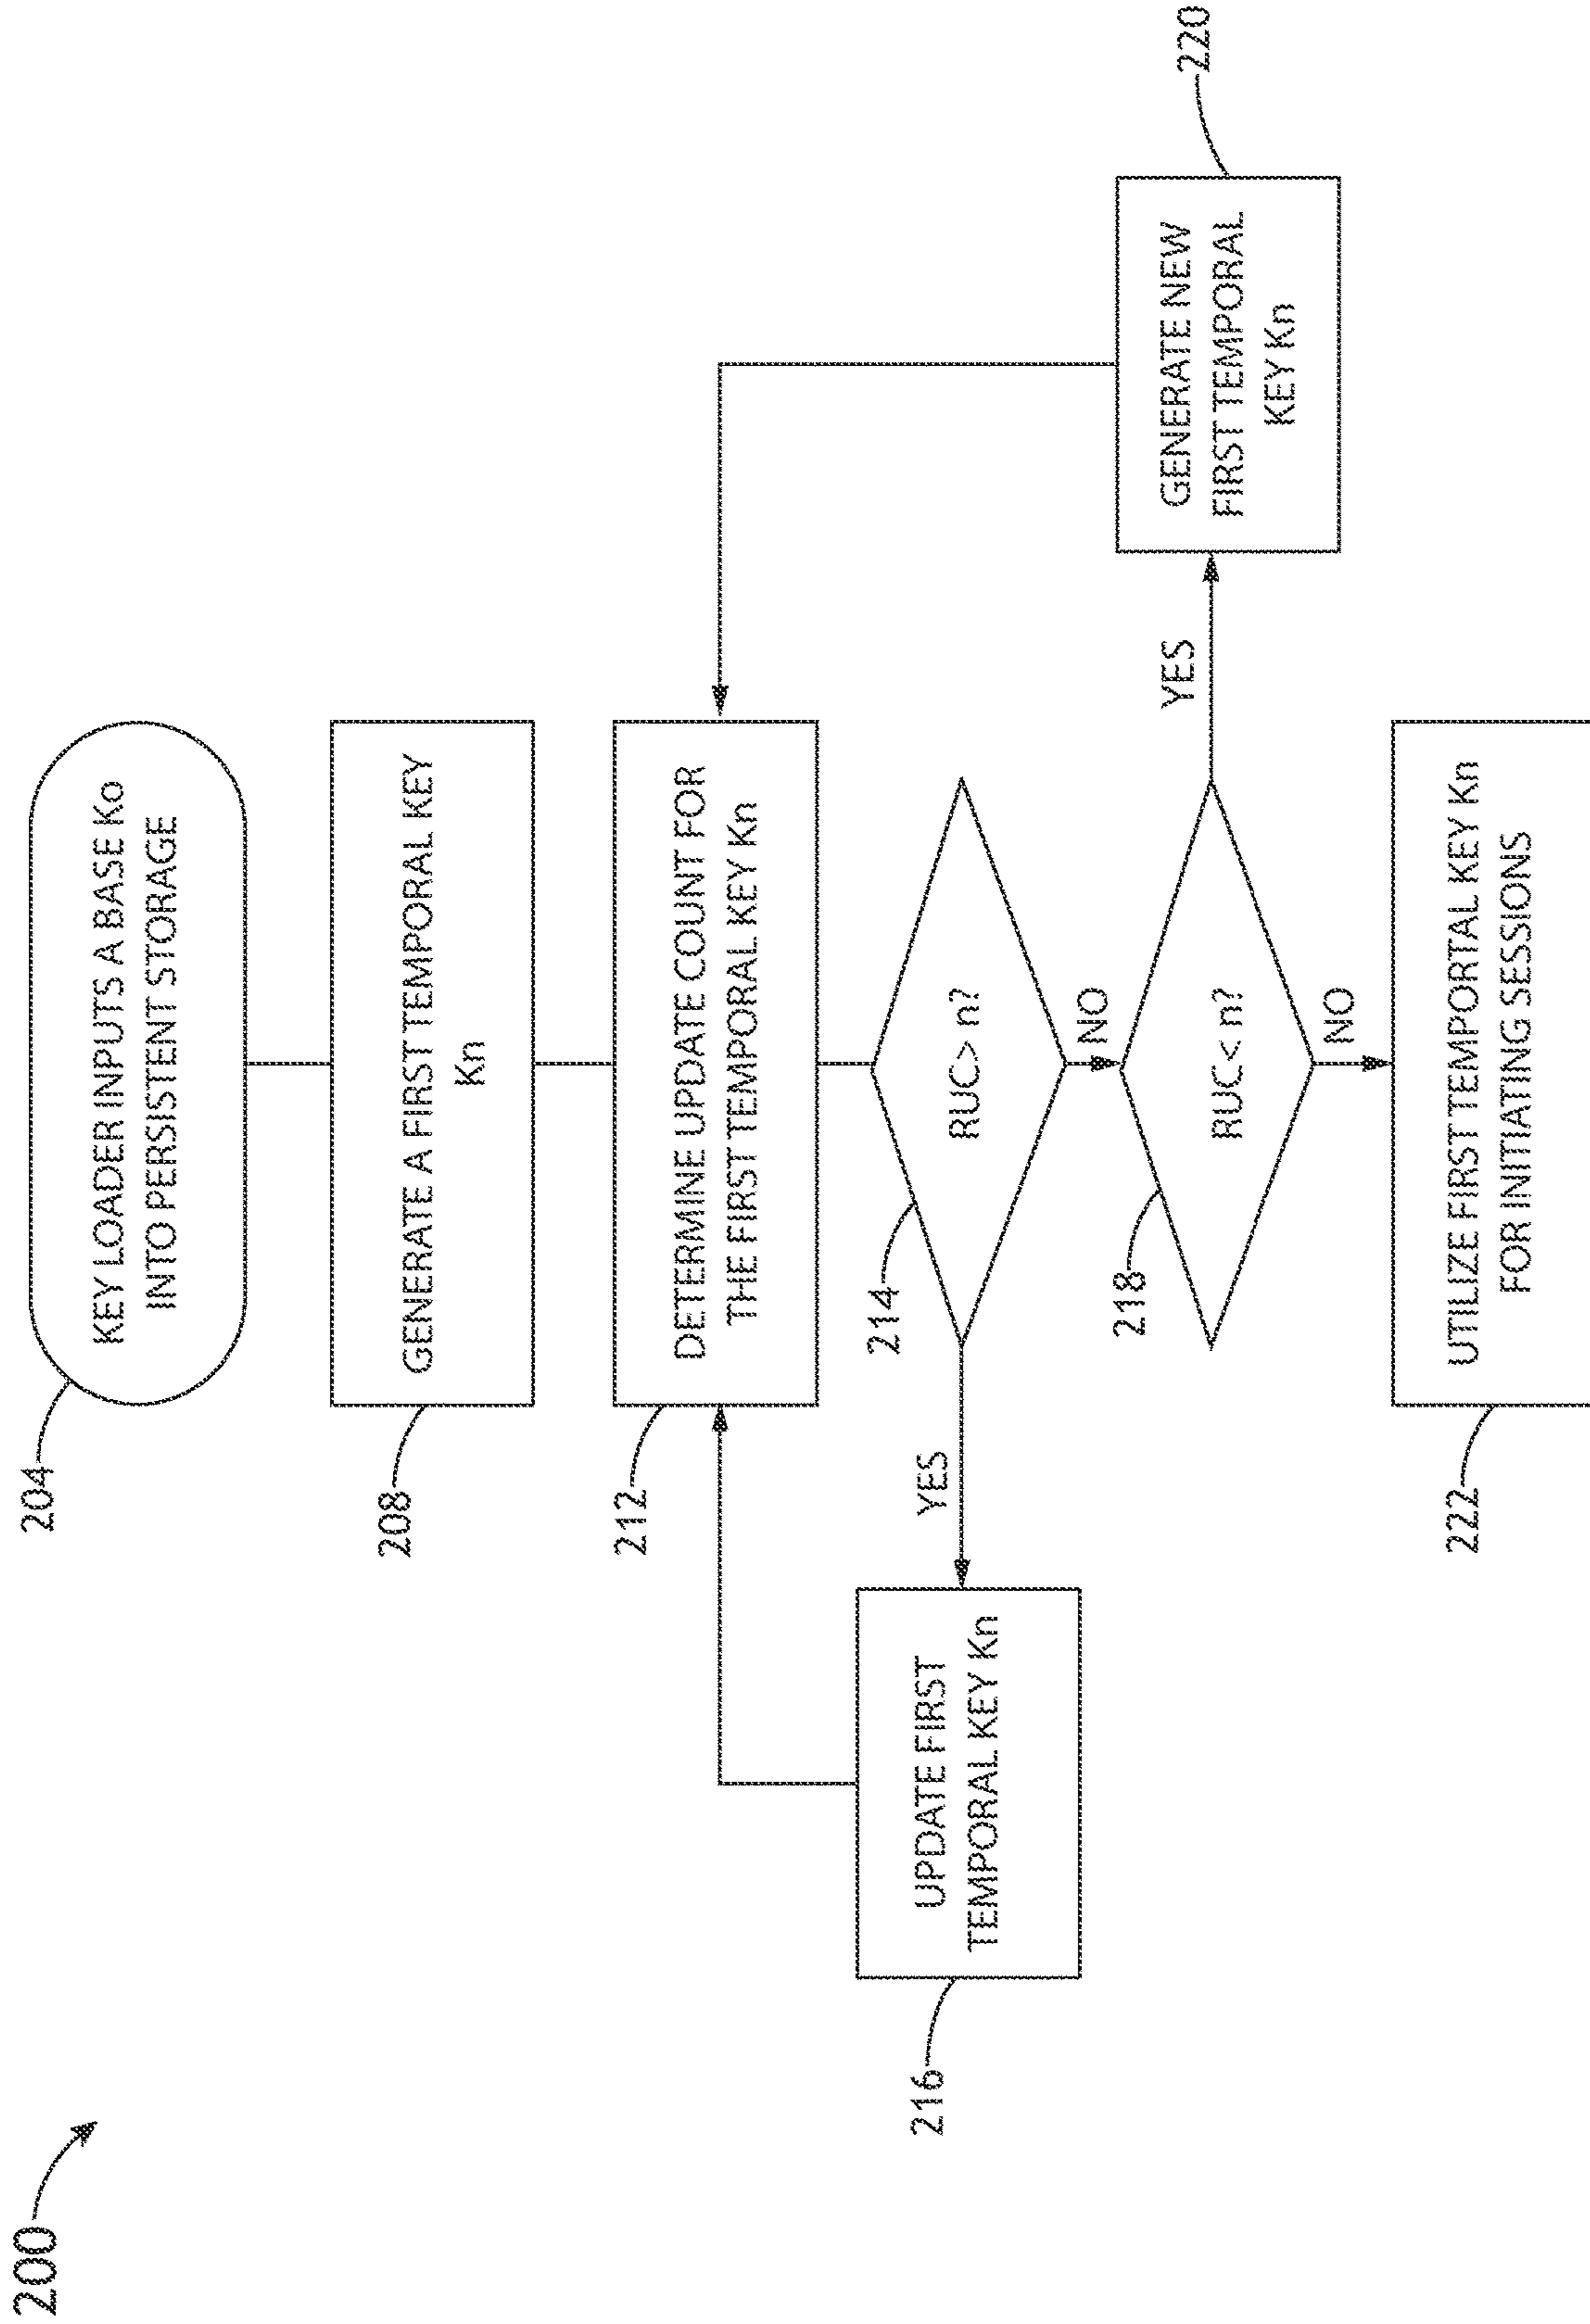 200
204
KEY LOADER INPUTS A BASE Ko
INTO PERSISTENT STORAGE
208
GENERATE A FIRST TEMPORAL KEY
Kn
212
DETERMINE UPDATE COUNT FOR
THE FIRST TEMPORAL KEY Kn
214
RUC> n?
YES
NO
216
UPDATE FIRST
TEMPORAL KEY Kn
218
RUC< n?
YES
NO
220
GENERATE NEW
FIRST TEMPORAL
KEY Kn
222
UTILIZE FIRST TEMPORTAL KEY Kn
FOR INITIATING SESSIONS